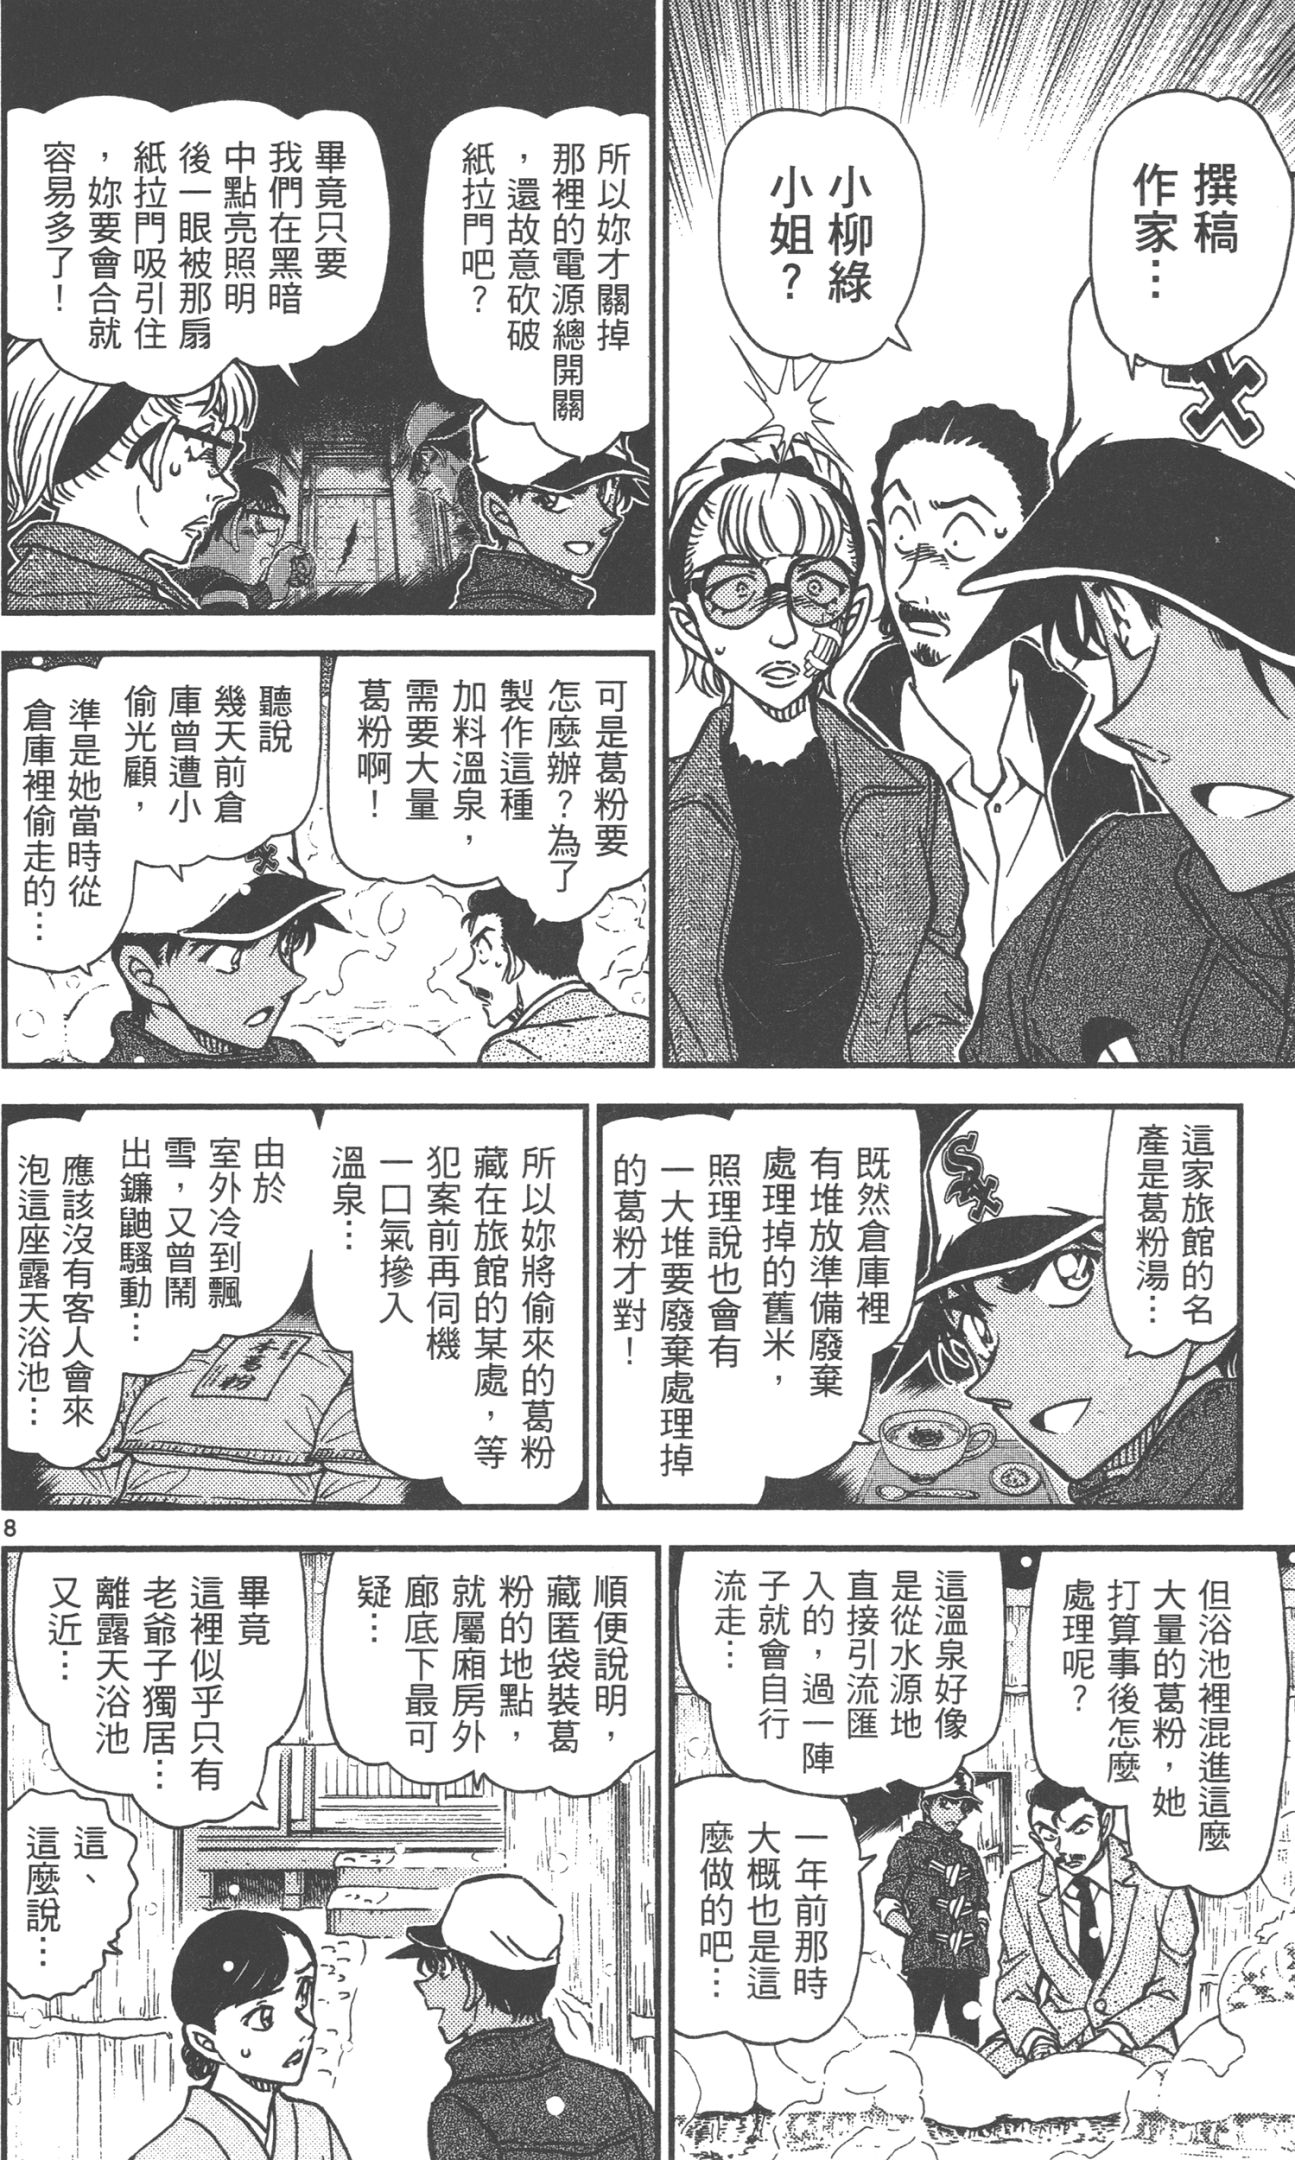 撰稿
作家…
小柳綠
小姐？
所以妳才關掉
那裡的電源總開關
，還故意砍破
紙拉門吧？
畢竟只要
我們在黑暗
中點亮照明
後一眼被那扇
紙拉門吸引住
，妳要會合就
容易多了！
可是葛粉要
怎麼辦？為了
製作這種
加料溫泉，
需要大量
葛粉啊！
聽說
幾天前倉
庫曾遭小
偷光顧，
準是她當時從
倉庫裡偷走的…
這家旅館的名
產是葛粉湯…
既然倉庫裡
有堆放準備廢棄
處理掉的舊米，
照理說也會有
一大堆要廢棄處理掉
的葛粉才對！
所以妳將偷來的葛粉
藏在旅館的某處，等
犯案前再伺機
一口氣摻入
溫泉…
由於
室外冷到飄
雪，又曾鬧
出鐮鼬騷動…
應該沒有客人會來
泡這座露天浴池…
本葛粉
8
但浴池裡混進這麼
大量的葛粉，她
打算事後怎麼
處理呢？
這溫泉好像
是從水源地
直接引流匯
入的，過一陣
子就會自行
流走…
一年前那時
大概也是這
麼做的吧…
順便說明，
藏匿袋裝葛
粉的地點，
就屬廂房外
廊底下最可
疑…
畢竟
這裡似乎只有
老爺子獨居…
離露天浴池
又近…
這、
這麼說…